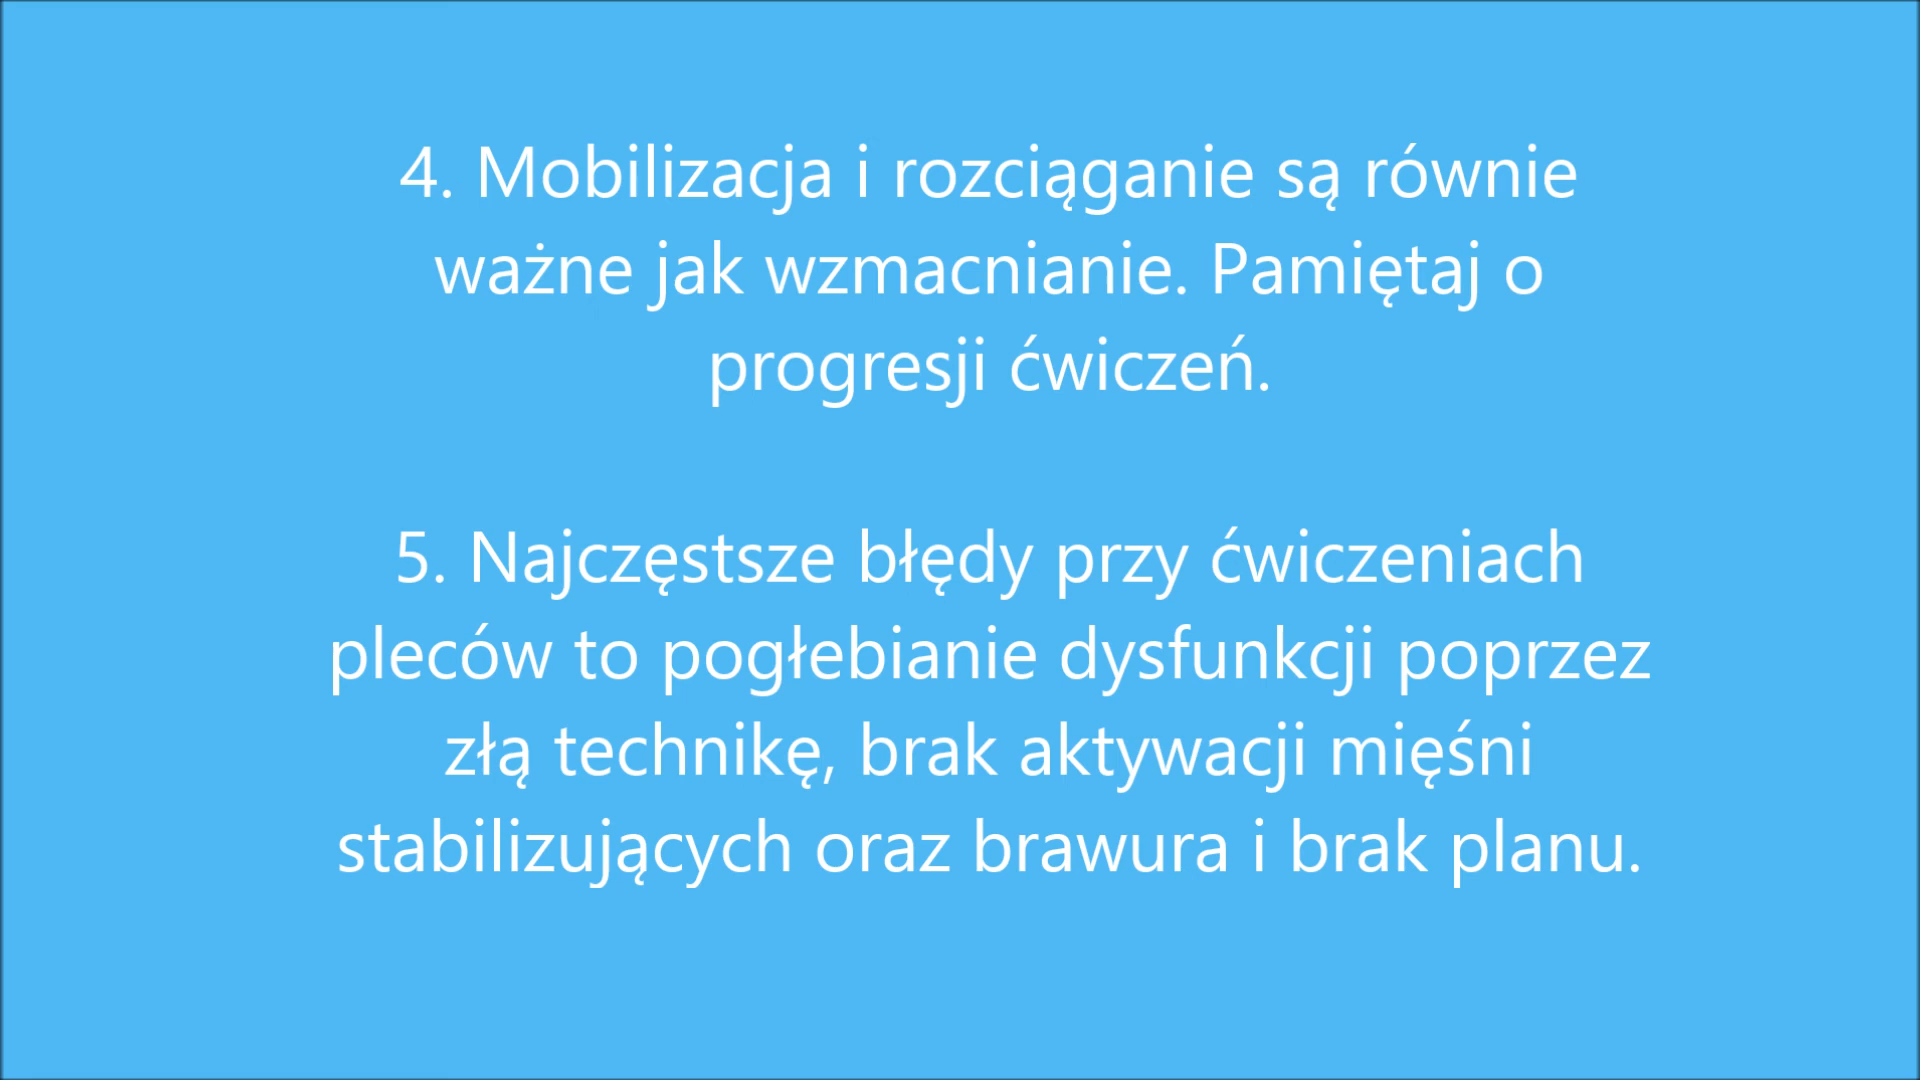 4. Mobilizacja i rozciąganie są równie
ważne jak wzmacnianie. Pamiętaj o
progresji ćwiczeń.
5. Najczęstsze błędy przy ćwiczeniach
pleców to pogłebianie dysfunkcji poprzez
złą technikę, brak aktywacji mięśni
stabilizujących oraz brawura i brak planu.